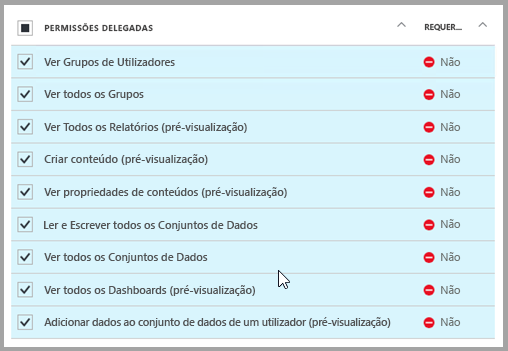 PERMISSÕES DELEGADAS REQUER...
Ver Grupos de Utilizadores Não
Ver todos os Grupos Não
Ver Todos os Relatórios (pré-visualização) Não
Criar conteúdo (pré-visualização) Não
Ver propriedades de conteúdos (pré-visualização) Não
Ler e Escrever todos os Conjuntos de Dados Não
Ver todos os Conjuntos de Dados Não
Ver todos os Dashboards (pré-visualização) Não
Adicionar dados ao conjunto de dados de um utilizador (pré-visualização) Não